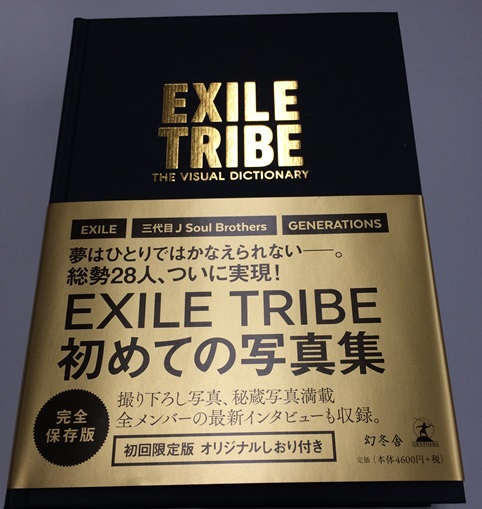 EXILE
TRIBE
THE VISUAL DICTIONARY
EXILE
三代目 J Soul Brothers
GENERATIONS
夢はひとりではかなえられない──。
総勢28人、ついに実現!
EXILE TRIBE
初めての写真集
撮り下ろし写真、秘蔵写真満載
全メンバーの最新インタビューも収録。
完全
保存版
初回限定版 オリジナルしおり付き
幻冬舎
定価(本体4600円+税)